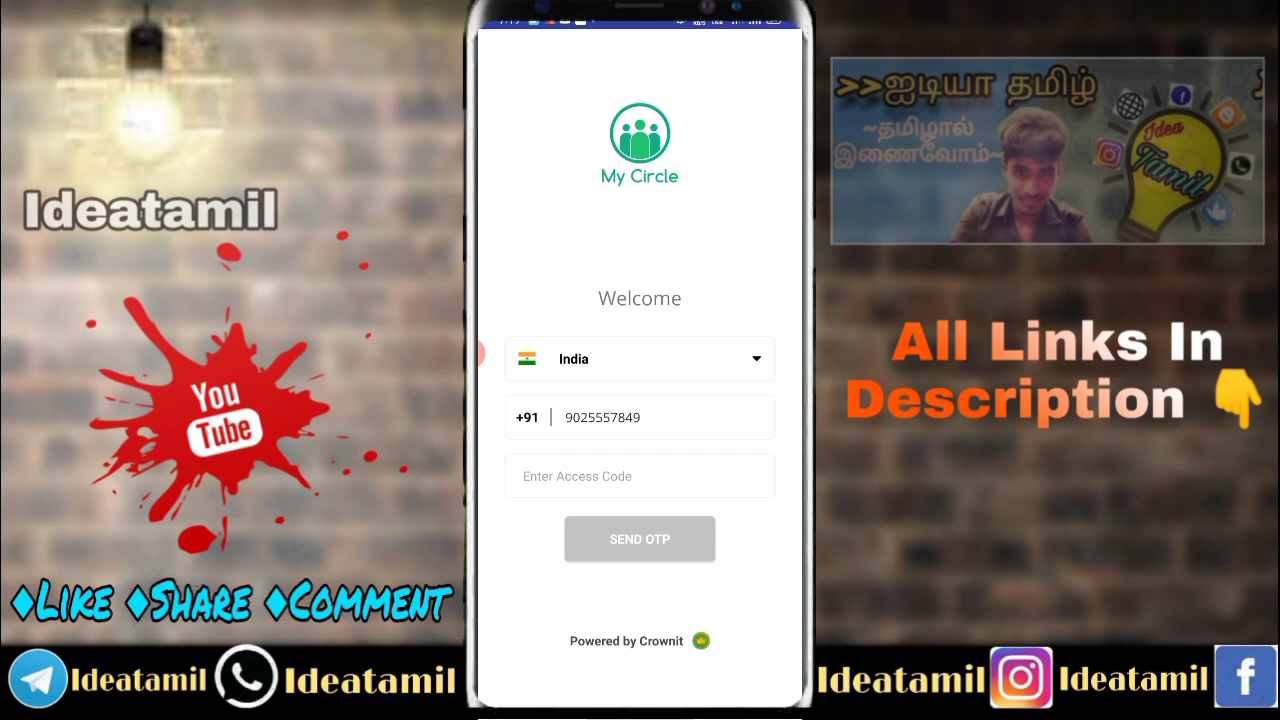 Ideatamil
You
Tube
♦Like ♦Share ♦Comment
Ideatamil
Ideatamil
My Circle
Welcome
India
+91 9025557849
Enter Access Code
SEND OTP
Powered by Crownit
>>ஐடியா தமிழ்
~தமிழால்
இணைவோம்~
Idea
Tamil
All Links In
Description 👇
Ideatamil
Ideatamil